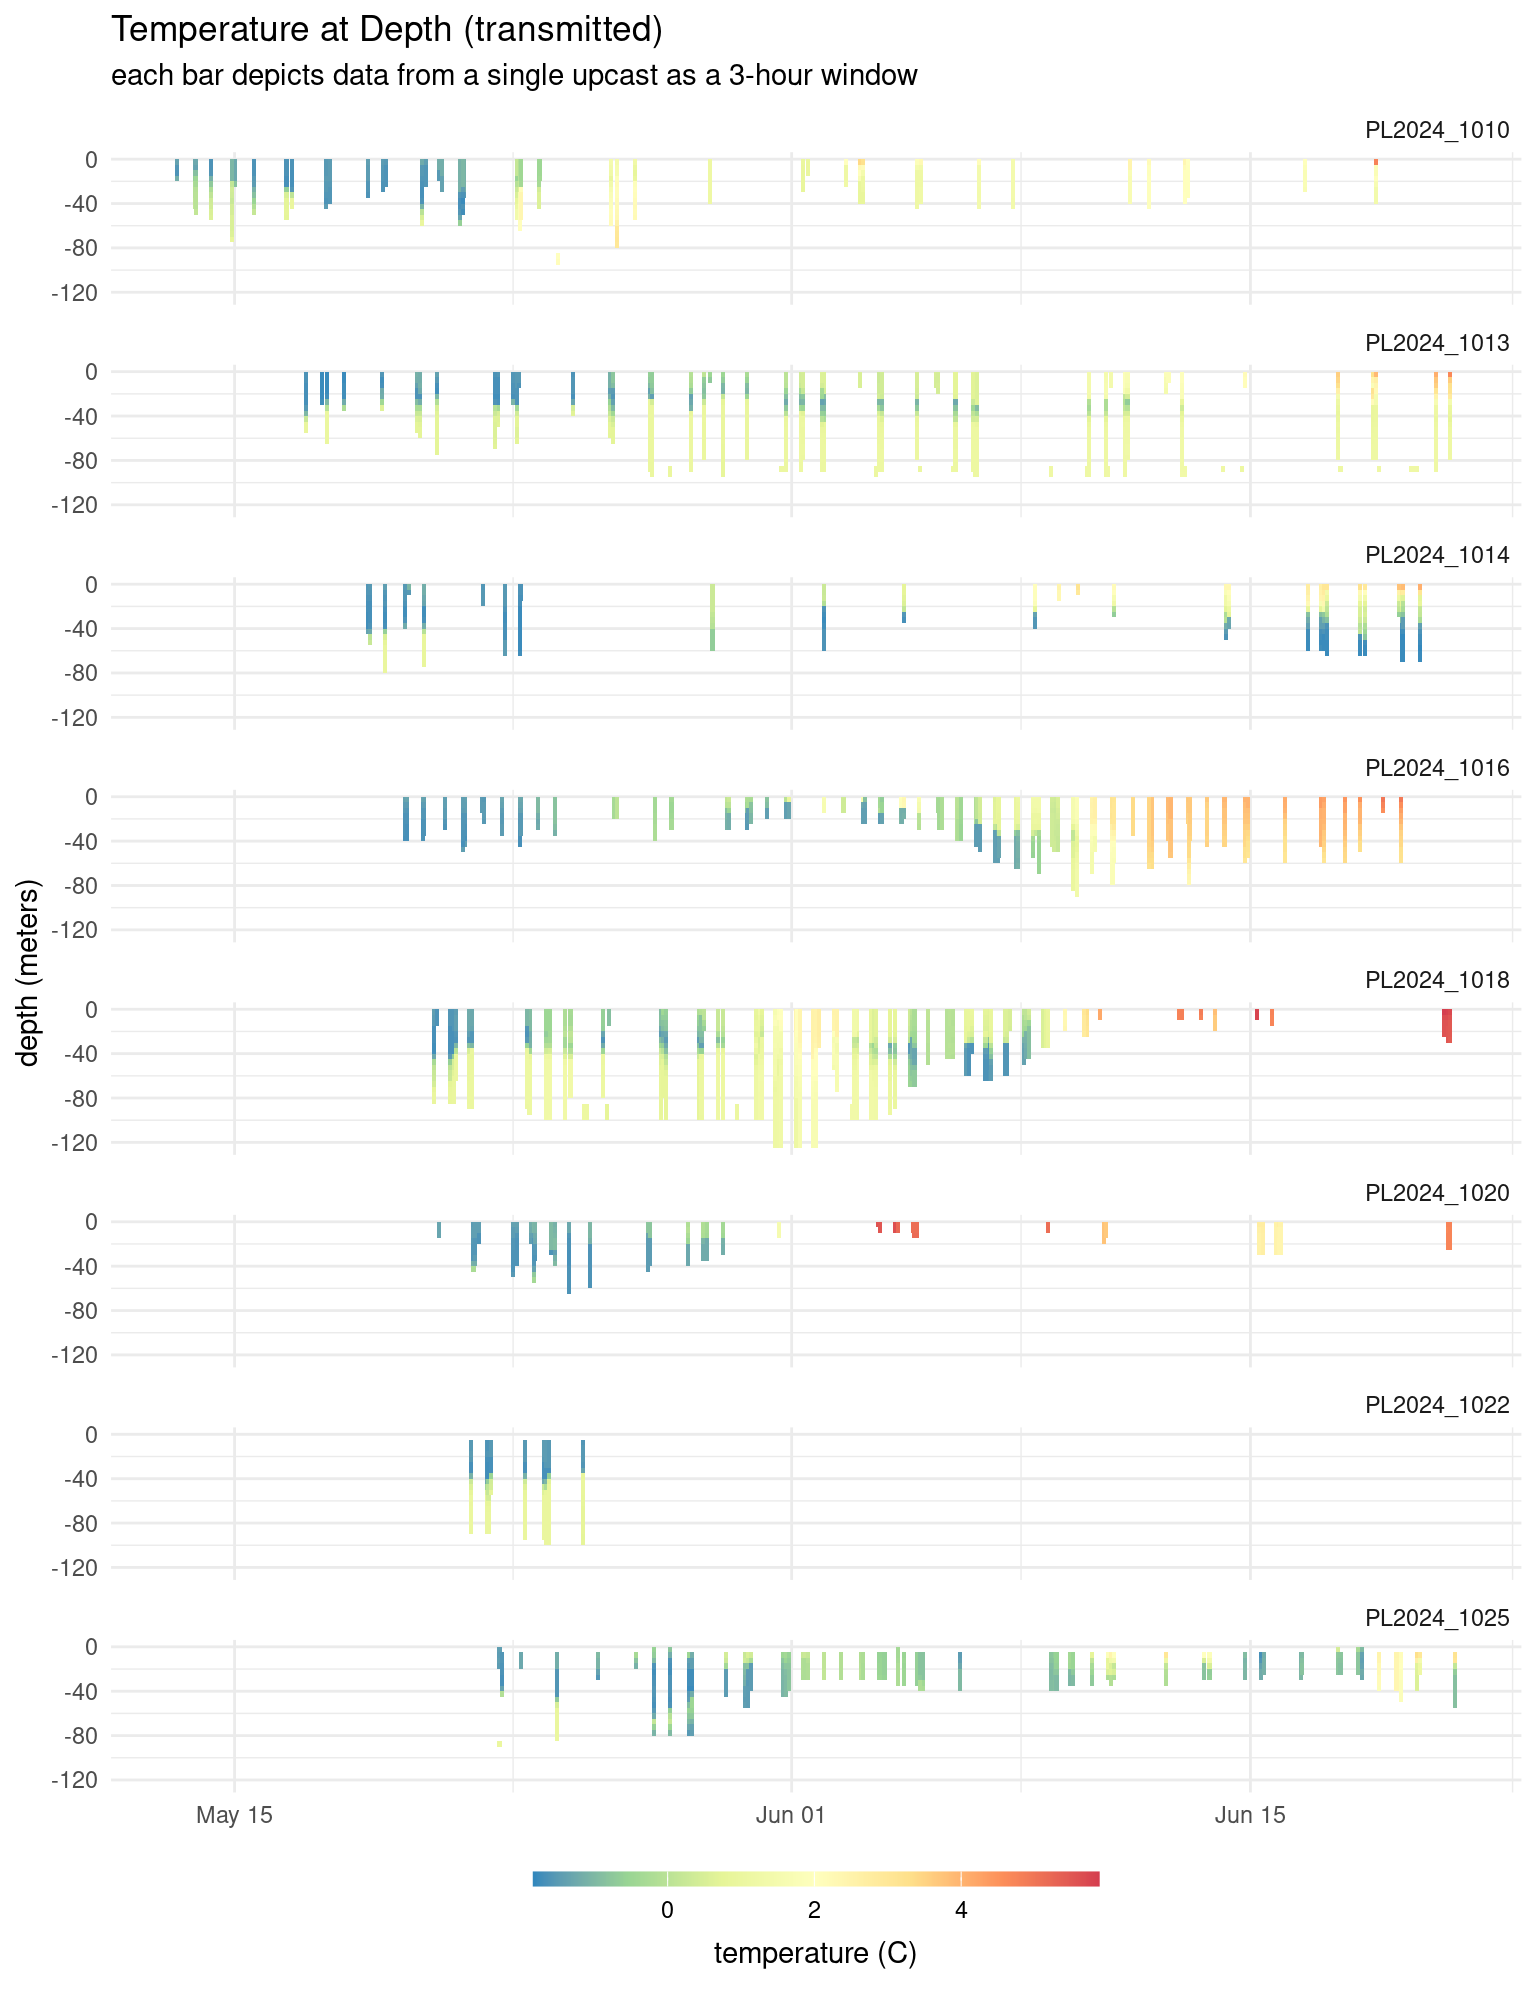 Temperature at Depth (transmitted)
each bar depicts data from a single upcast as a 3-hour window
PL2024_1010
0
-40
-80
-120
PL2024_1013
0
-40
-80
-120
PL2024_1014
0
-40
-80
-120
PL2024_1016
0
-40
-80
-120
depth (meters)
PL2024_1018
0
-40
-80
-120
PL2024_1020
0
-40
-80
-120
PL2024_1022
0
-40
-80
-120
PL2024_1025
0
-40
-80
-120
May 15 Jun 01 Jun 15
0 2 4
temperature (C)